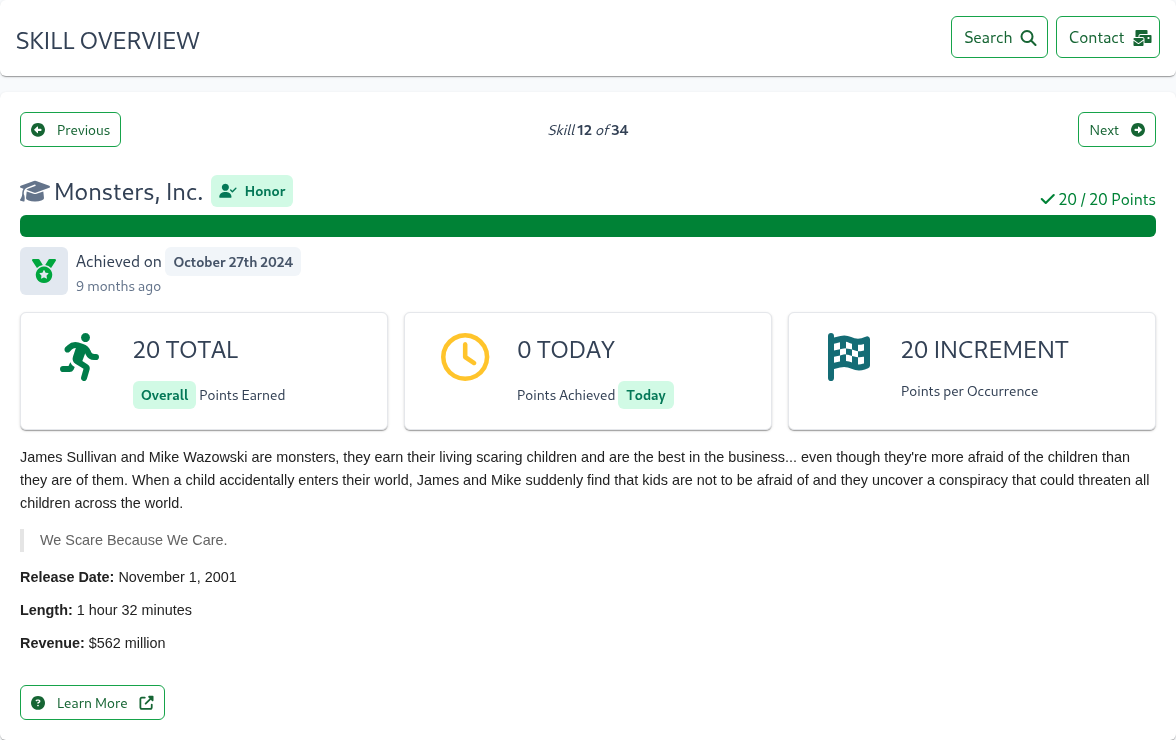 SKILL OVERVIEW
Search
Contact
Previous
Skill 12 of 34
Next
Monsters, Inc.
Honor
20 / 20 Points
Achieved on October 27th 2024
9 months ago
20 TOTAL
Overall Points Earned
0 TODAY
Points Achieved Today
20 INCREMENT
Points per Occurrence
James Sullivan and Mike Wazowski are monsters, they earn their living scaring children and are the best in the business... even though they're more afraid of the children than
they are of them. When a child accidentally enters their world, James and Mike suddenly find that kids are not to be afraid of and they uncover a conspiracy that could threaten all
children across the world.
We Scare Because We Care.
Release Date: November 1, 2001
Length: 1 hour 32 minutes
Revenue: $562 million
Learn More